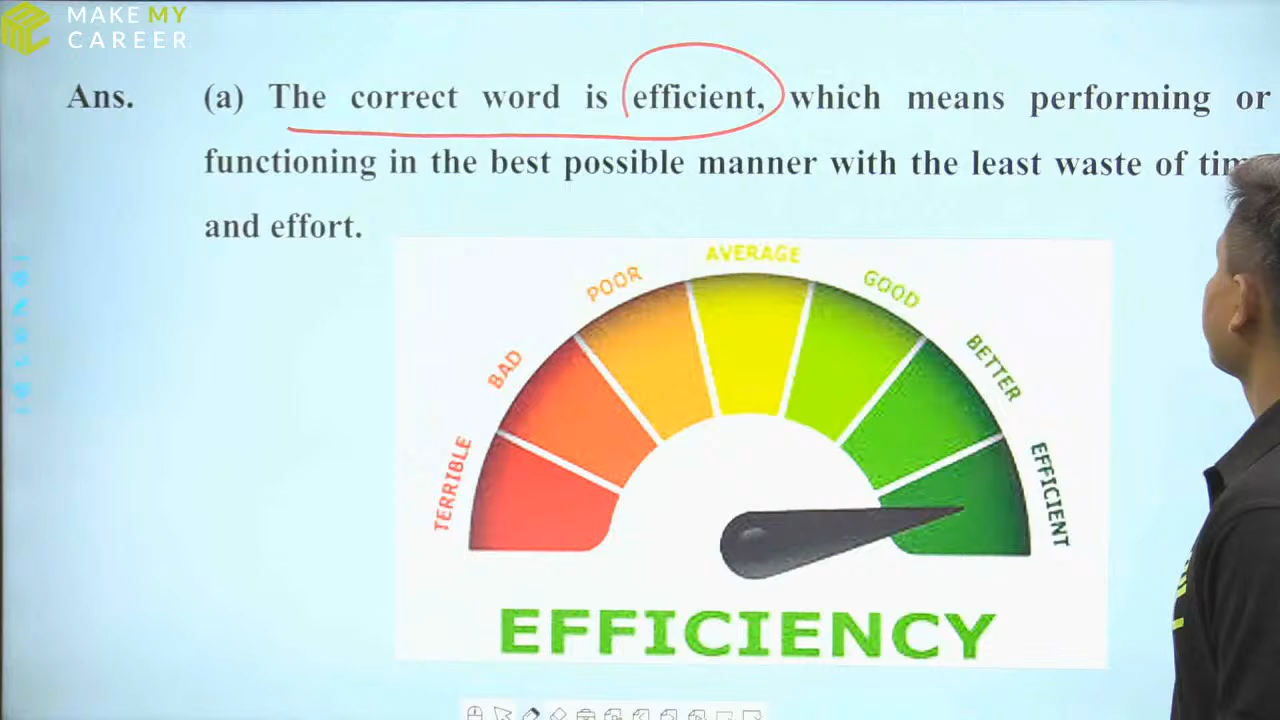 MAKE MY
CAREER
Ans. (a) The correct word is efficient, which means performing or
functioning in the best possible manner with the least waste of
and effort.
TERRIBLE
BAD
POOR
AVERAGE
GOOD
BETTER
EFFICIENT
EFFICIENCY